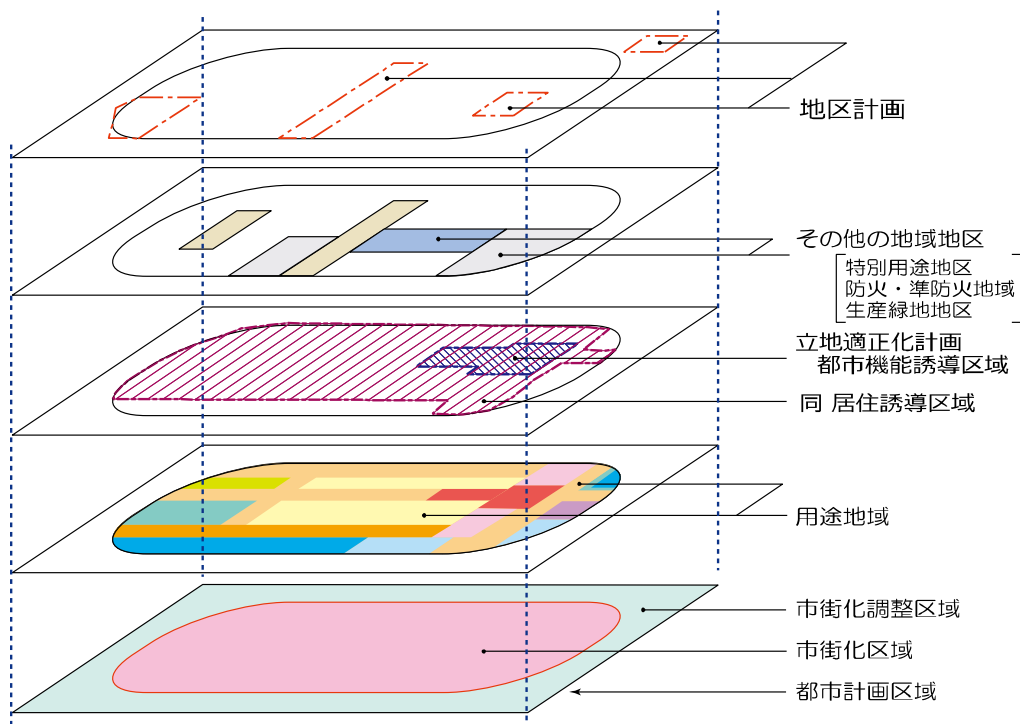 地区計画
その他の地域地区
特別用途地区
防火・準防火地域
生産緑地地区
立地適正化計画
都市機能誘導区域
同 居住誘導区域
用途地域
市街化調整区域
市街化区域
都市計画区域